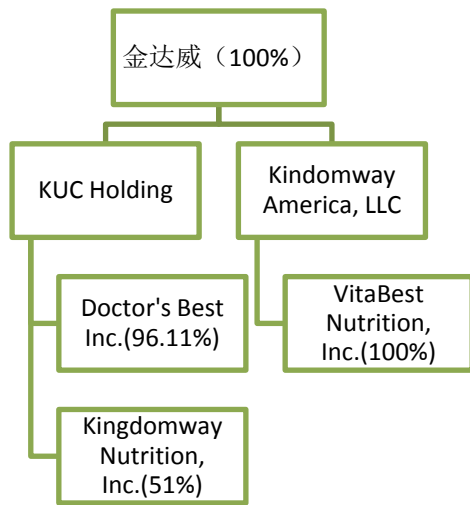 金达威（100%）
KUC Holding
Kindomway
America, LLC
Doctor's Best
Inc.(96.11%)
VitaBest
Nutrition,
Inc.(100%)
Kingdomway
Nutrition,
Inc.(51%)